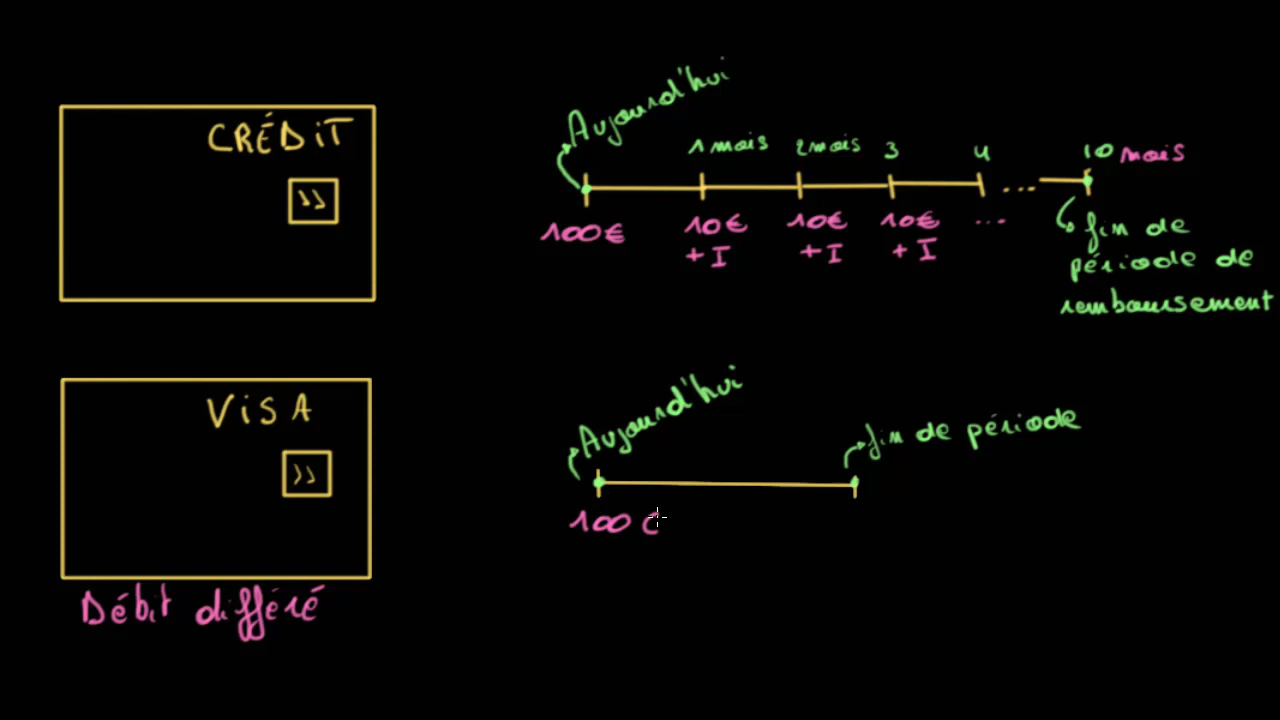 Aujourd'hui
CRÉDIT
1 mois 2 mois 3 4 10 mois
...
100€ 10€ 10€ 10€ ...
+ I + I + I
fin de
période de
remboursement
VISA
Aujourd'hui
fin de période
100 C
Débit différé